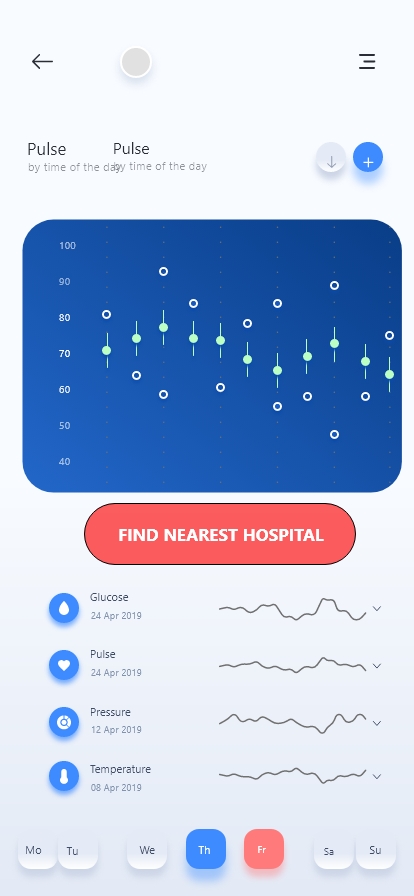 Pulse
by time of the day
Pulse
by time of the day
100
90
80
70
60
50
40
FIND NEAREST HOSPITAL
Glucose
24 Apr 2019
Pulse
24 Apr 2019
Pressure
12 Apr 2019
Temperature
08 Apr 2019
Mo Tu We Th Fr Sa Su